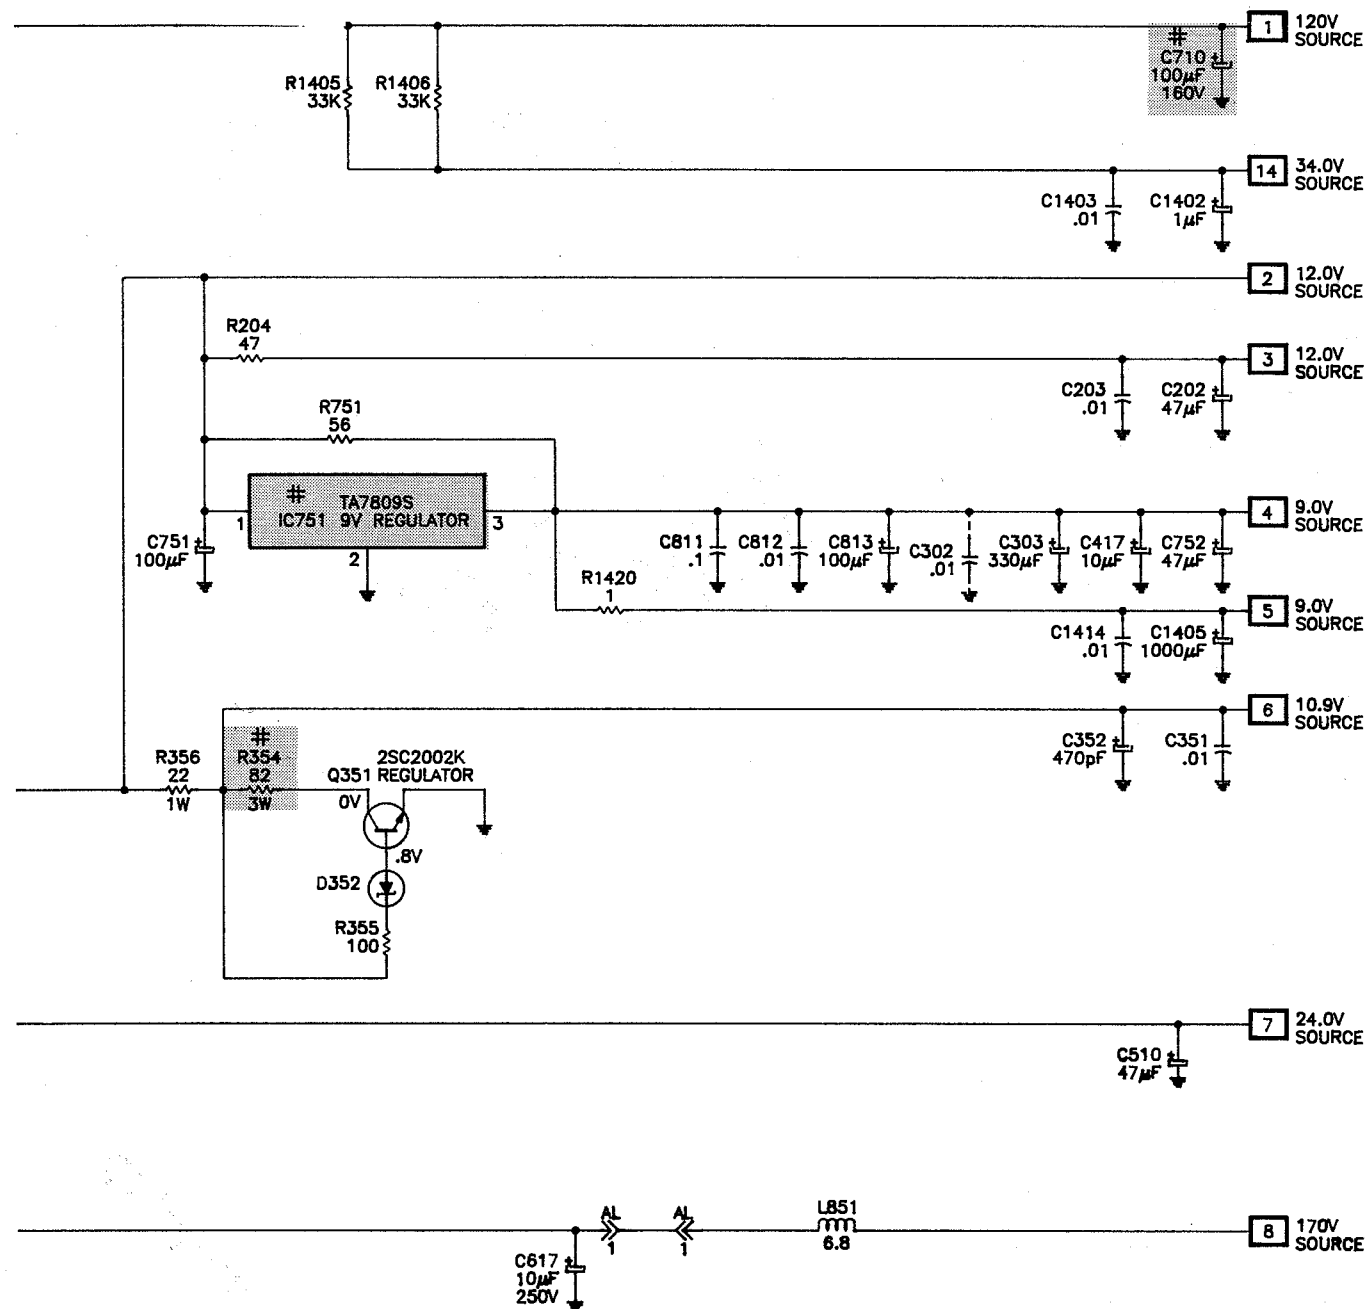 1 120V
SOURCE
#
C710 +
100μF
160V
R1405
33K
R1406
33K
14 34.0V
SOURCE
C1403
.01
C1402 +
1μF
2 12.0V
SOURCE
R204
47
3 12.0V
SOURCE
C203
.01
C202 +
47μF
R751
56
# TA7809S
IC751 9V REGULATOR
1
3
2
C751 +
100μF
4 9.0V
SOURCE
C811
.1
C812
.01
C813 +
100μF
C302
.01
C303 +
330μF
C417 +
10μF
C752 +
47μF
R1420
1
5 9.0V
SOURCE
C1414
.01
C1405 +
1000μF
6 10.9V
SOURCE
C352 +
470pF
C351
.01
R356
22
1W
#
R354
82
3W
2SC2002K
Q351 REGULATOR
0V
.8V
D352
R355
100
7 24.0V
SOURCE
C510 +
47μF
AL
1
AL
1
L851
6.8
8 170V
SOURCE
C617 +
10μF
250V